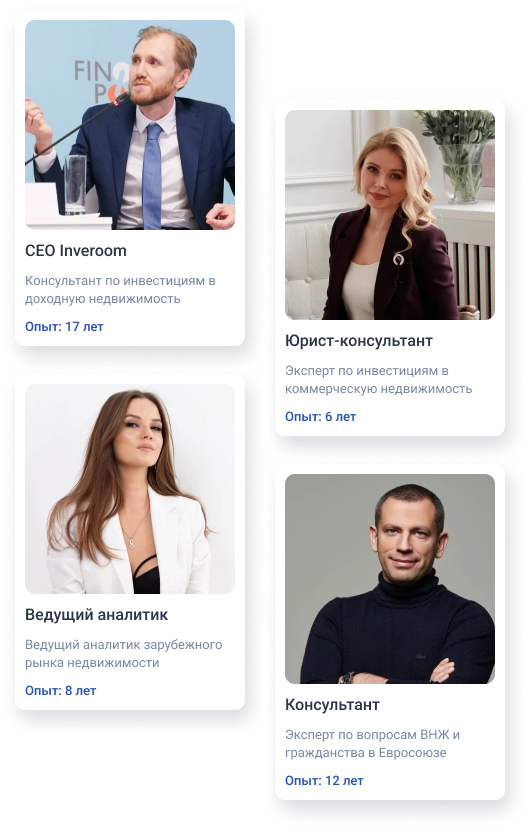 FIN
CEO Inveroom
Консультант по инвестициям в
доходную недвижимость
Опыт: 17 лет
Юрист-консультант
Эксперт по инвестициям в
коммерческую недвижимость
Опыт: 6 лет
Ведущий аналитик
Ведущий аналитик зарубежного
рынка недвижимости
Опыт: 8 лет
Консультант
Эксперт по вопросам ВНЖ и
гражданства в Евросоюзе
Опыт: 12 лет